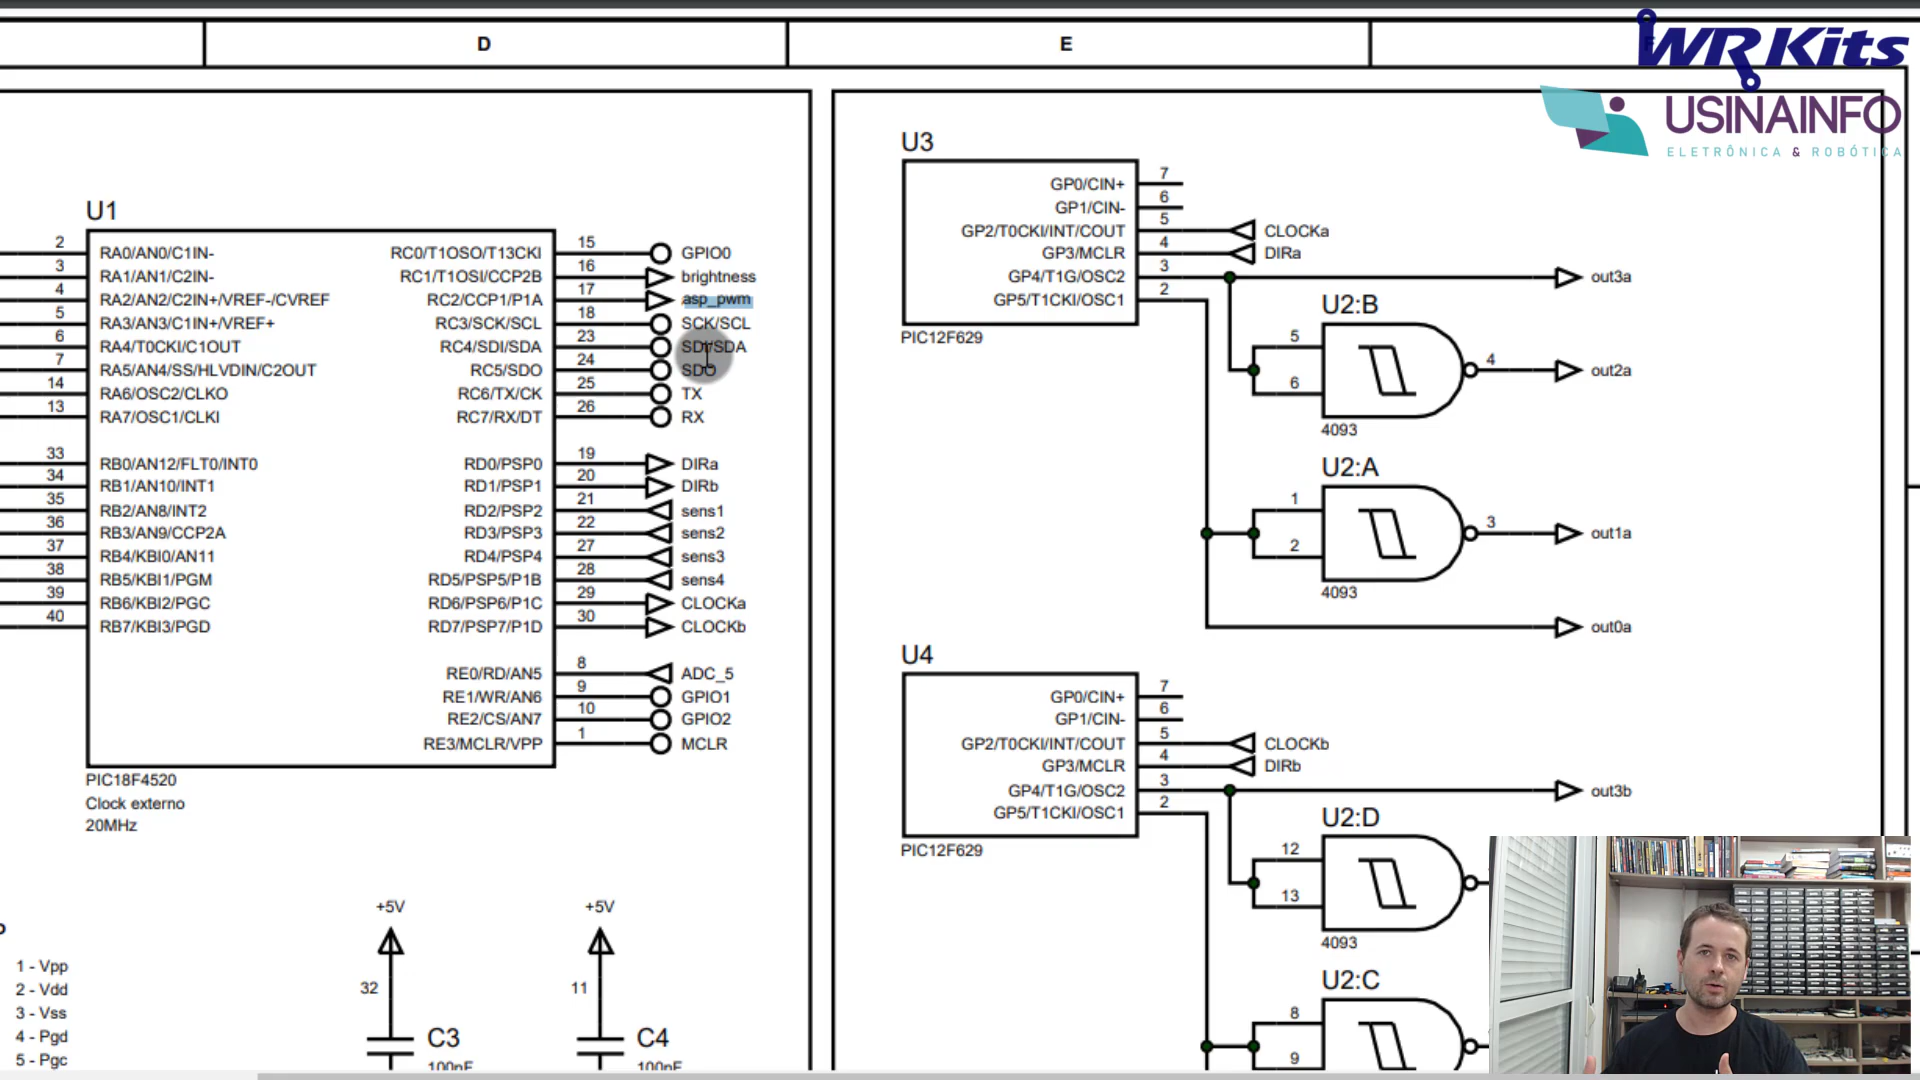 D
E
WR Kits
USINAINFO
ELETRÔNICA & ROBÓTICA
U1
2 RA0/AN0/C1IN- RC0/T1OSO/T13CKI 15 GPIO0
3 RA1/AN1/C2IN- RC1/T1OSI/CCP2B 16 brightness
4 RA2/AN2/C2IN+/VREF-/CVREF RC2/CCP1/P1A 17 asp_pwm
5 RA3/AN3/C1IN+/VREF+ RC3/SCK/SCL 18 SCK/SCL
6 RA4/T0CKI/C1OUT RC4/SDI/SDA 23 SDI/SDA
7 RA5/AN4/SS/HLVDIN/C2OUT RC5/SDO 24 SDO
14 RA6/OSC2/CLKO RC6/TX/CK 25 TX
13 RA7/OSC1/CLKI RC7/RX/DT 26 RX
33 RB0/AN12/FLT0/INT0 RD0/PSP0 19 DIRa
34 RB1/AN10/INT1 RD1/PSP1 20 DIRb
35 RB2/AN8/INT2 RD2/PSP2 21 sens1
36 RB3/AN9/CCP2A RD3/PSP3 22 sens2
37 RB4/KBI0/AN11 RD4/PSP4 27 sens3
38 RB5/KBI1/PGM RD5/PSP5/P1B 28 sens4
39 RB6/KBI2/PGC RD6/PSP6/P1C 29 CLOCKa
40 RB7/KBI3/PGD RD7/PSP7/P1D 30 CLOCKb
RE0/RD/AN5 8 ADC_5
RE1/WR/AN6 9 GPIO1
RE2/CS/AN7 10 GPIO2
RE3/MCLR/VPP 1 MCLR
PIC18F4520
Clock externo
20MHz
1 - Vpp
2 - Vdd
3 - Vss
4 - Pgd
5 - Pgc
+5V
32
C3
100nF
+5V
11
C4
100nF
U3
GP0/CIN+ 7
GP1/CIN- 6
GP2/T0CKI/INT/COUT 5 CLOCKa
GP3/MCLR 4 DIRa
GP4/T1G/OSC2 3 out3a
GP5/T1CKI/OSC1 2
PIC12F629
U2:B
5
6
4 out2a
4093
U2:A
1
2
3 out1a
4093
out0a
U4
GP0/CIN+ 7
GP1/CIN- 6
GP2/T0CKI/INT/COUT 5 CLOCKb
GP3/MCLR 4 DIRb
GP4/T1G/OSC2 3 out3b
GP5/T1CKI/OSC1 2
PIC12F629
U2:D
12
13
4093
U2:C
8
9